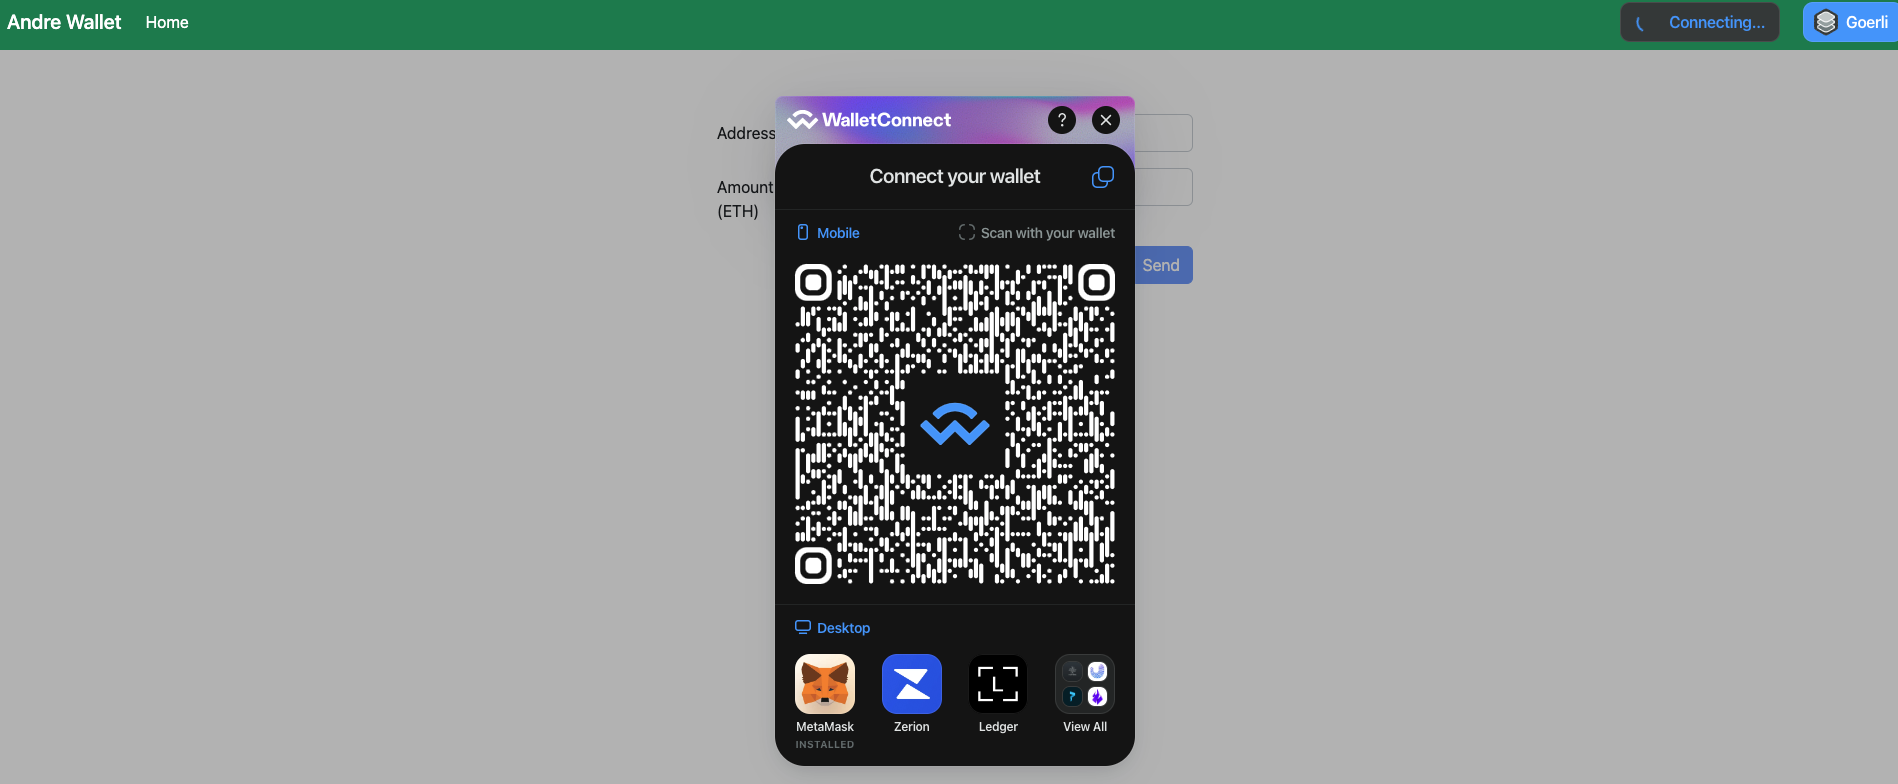 Andre Wallet Home Connecting... Goerli
WalletConnect ?
Address
Connect your wallet
Amount
(ETH)
Mobile Scan with your wallet
Send
Desktop
MetaMask Zerion Ledger View All
INSTALLED